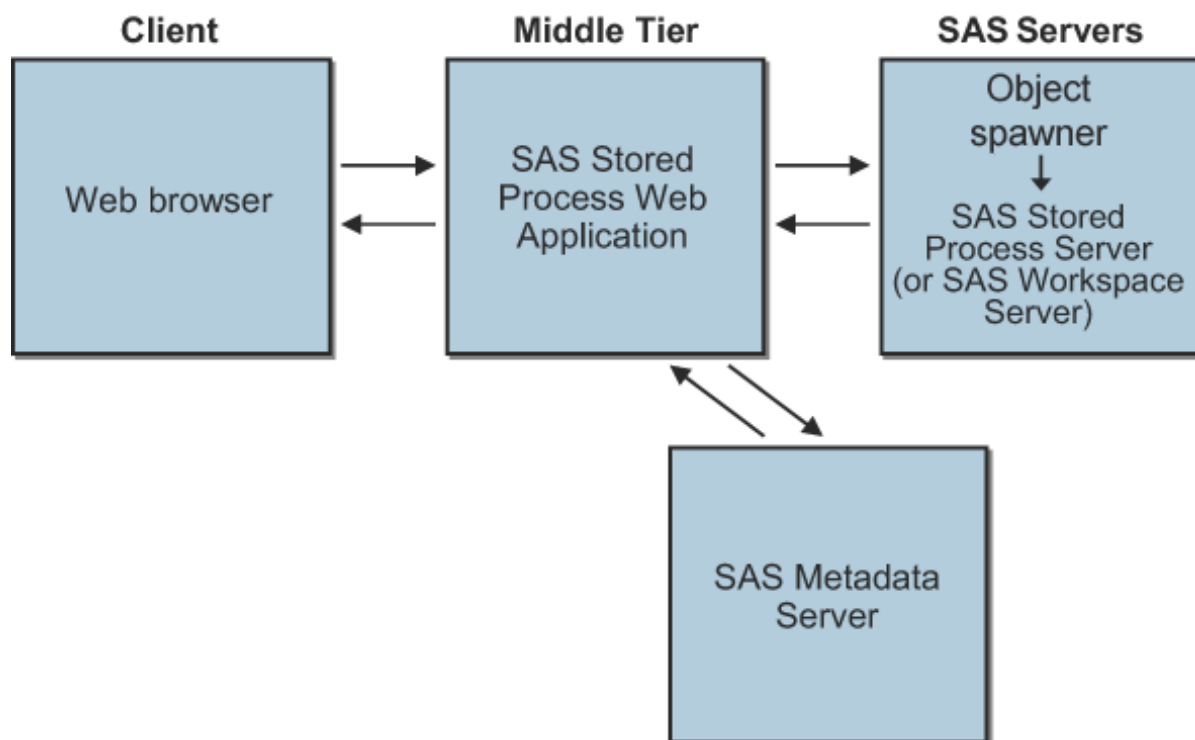 Client
Middle Tier
SAS Servers
Web browser
SAS Stored
Process Web
Application
Object
spawner
SAS Stored
Process Server
(or SAS Workspace
Server)
SAS Metadata
Server